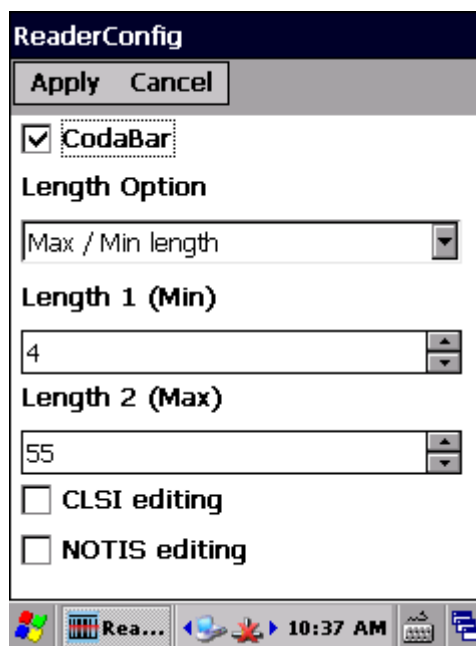 ReaderConfig
Apply Cancel
CodaBar
Length Option
Max / Min length
Length 1 (Min)
4
Length 2 (Max)
55
CLSI editing
NOTIS editing
Rea... 10:37 AM